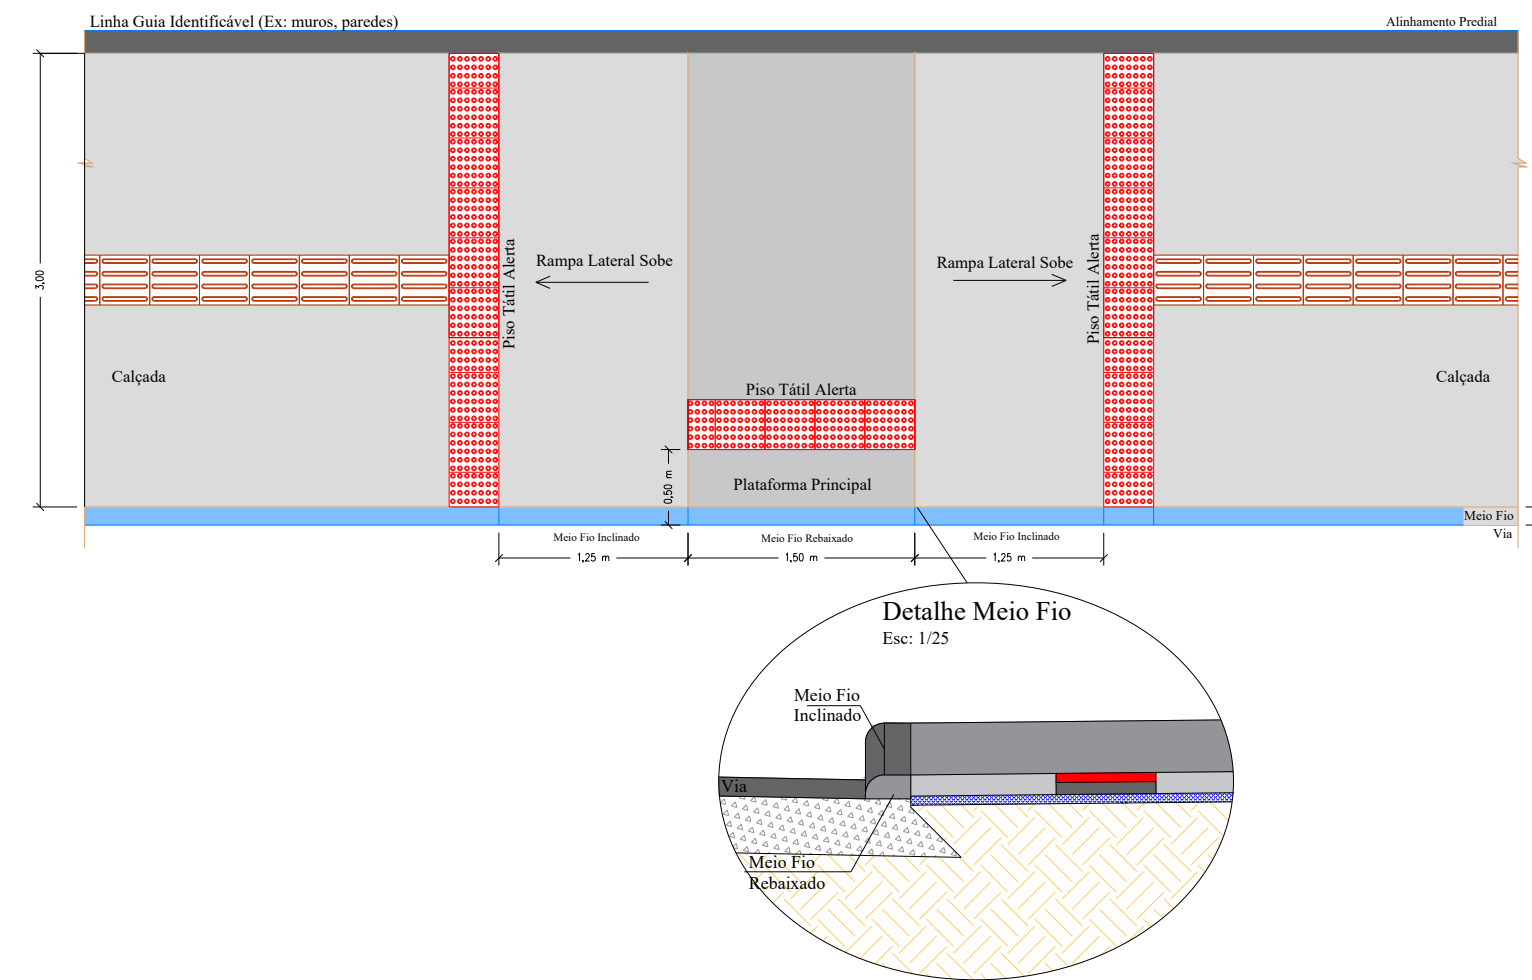 Linha Guia Identificável (Ex: muros, paredes)
Alinhamento Predial
3,00
Piso Tátil Alerta
Rampa Lateral Sobe
Rampa Lateral Sobe
Piso Tátil Alerta
Calçada
Piso Tátil Alerta
Calçada
0,50 m
Plataforma Principal
Meio Fio
Via
Meio Fio Inclinado
Meio Fio Rebaixado
Meio Fio Inclinado
1,25 m
1,50 m
1,25 m
Detalhe Meio Fio
Esc: 1/25
Meio Fio
Inclinado
Via
Meio Fio
Rebaixado